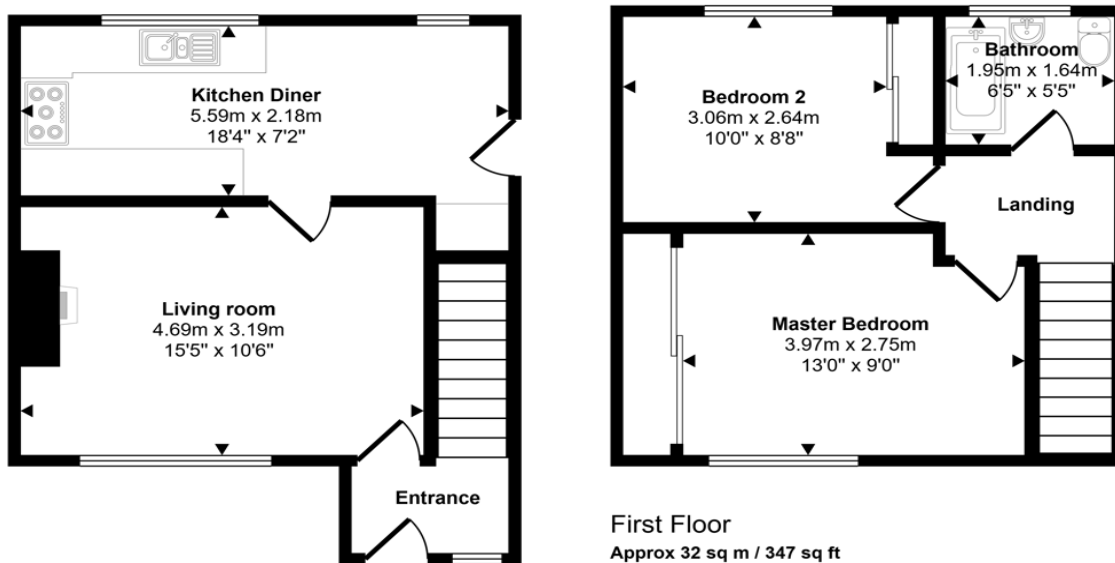 Kitchen Diner
5.59m x 2.18m
18'4" x 7'2"
Living room
4.69m x 3.19m
15'5" x 10'6"
Entrance
Bedroom 2
3.06m x 2.64m
10'0" x 8'8"
Bathroom
1.95m x 1.64m
6'5" x 5'5"
Landing
Master Bedroom
3.97m x 2.75m
13'0" x 9'0"
First Floor
Approx 32 sq m / 347 sq ft